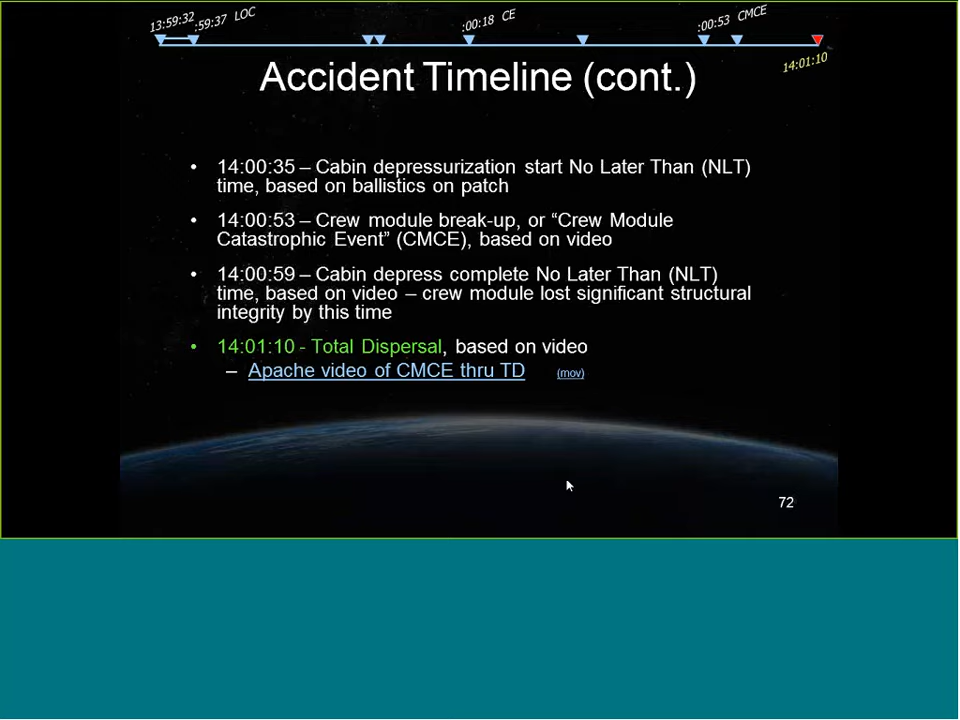 13:59:32
:59:37 LOC
:00:18 CE
:00:53 CMCE
14:01:10
Accident Timeline (cont.)
• 14:00:35 – Cabin depressurization start No Later Than (NLT)
time, based on ballistics on patch
• 14:00:53 – Crew module break-up, or “Crew Module
Catastrophic Event” (CMCE), based on video
• 14:00:59 – Cabin depress complete No Later Than (NLT)
time, based on video – crew module lost significant structural
integrity by this time
• 14:01:10 - Total Dispersal, based on video
– Apache video of CMCE thru TD (mov)
72